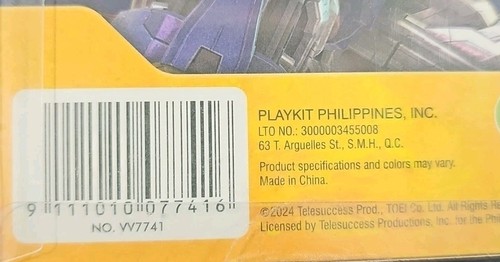 9 111010 077416
NO. VV7741
PLAYKIT PHILIPPINES, INC.
LTO NO.: 3000003455008
63 T. Arguelles St., S.M.H., Q.C.
Product specifications and colors may vary.
Made in China.
©2024 Telesuccess Prod., TOEI Co. Ltd. All Rights
Licensed by Telesuccess Productions, Inc. for the